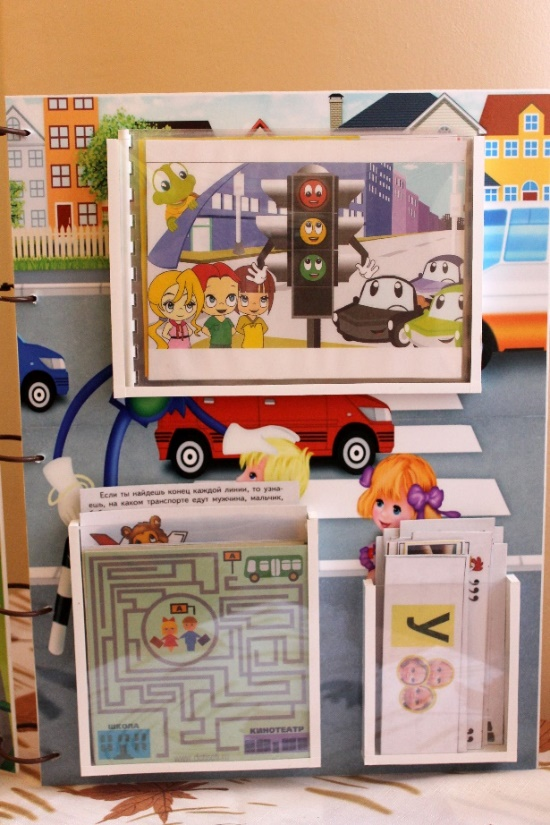 Если ты найдешь конец каждой линии, то узна-
ешь, на каком транспорте едут мужчина, мальчик,
А
А
ШКОЛА
КИНОТЕАТР
У
,,,